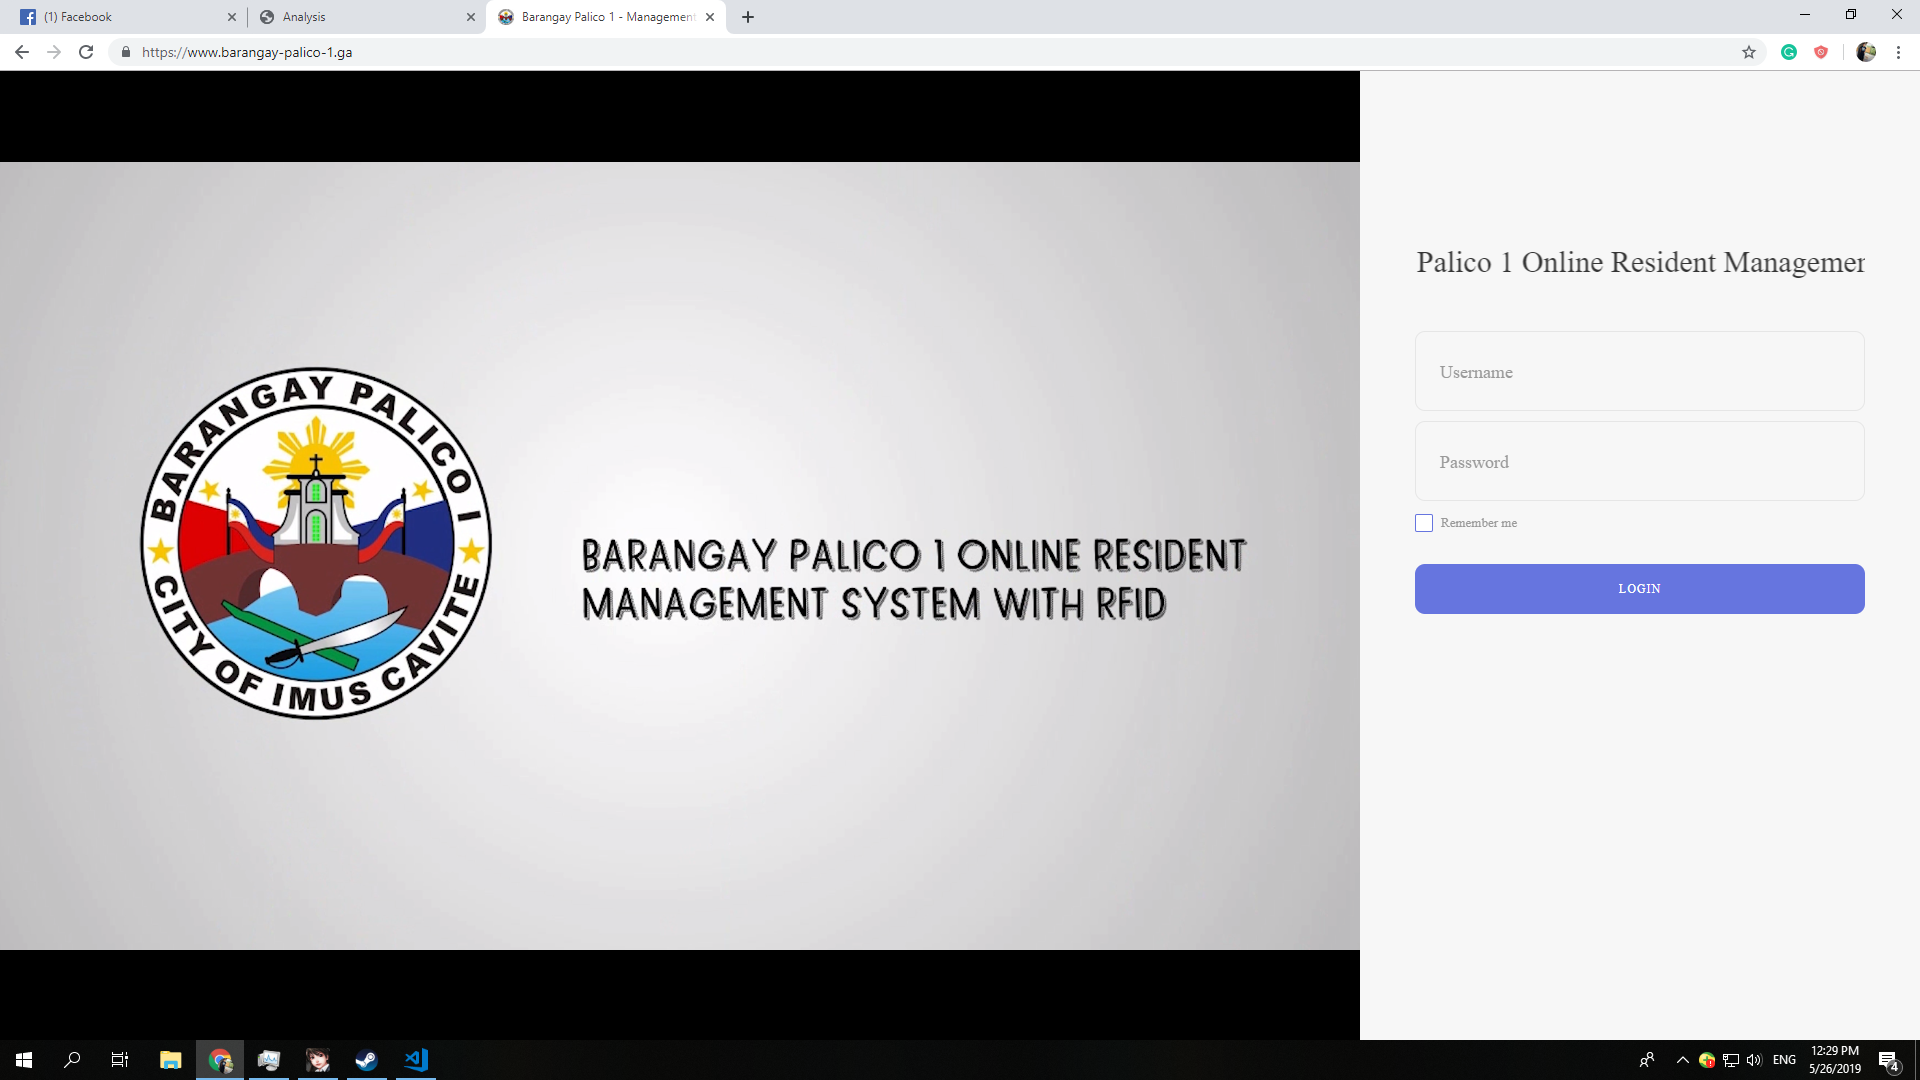 (1) Facebook
Analysis
Barangay Palico 1 - Management
https://www.barangay-palico-1.ga
BARANGAY PALICO I
CITY OF IMUS CAVITE
BARANGAY PALICO 1 ONLINE RESIDENT
MANAGEMENT SYSTEM WITH RFID
Palico 1 Online Resident Managemen
Username
Password
Remember me
LOGIN
ENG
12:29 PM
5/26/2019
4